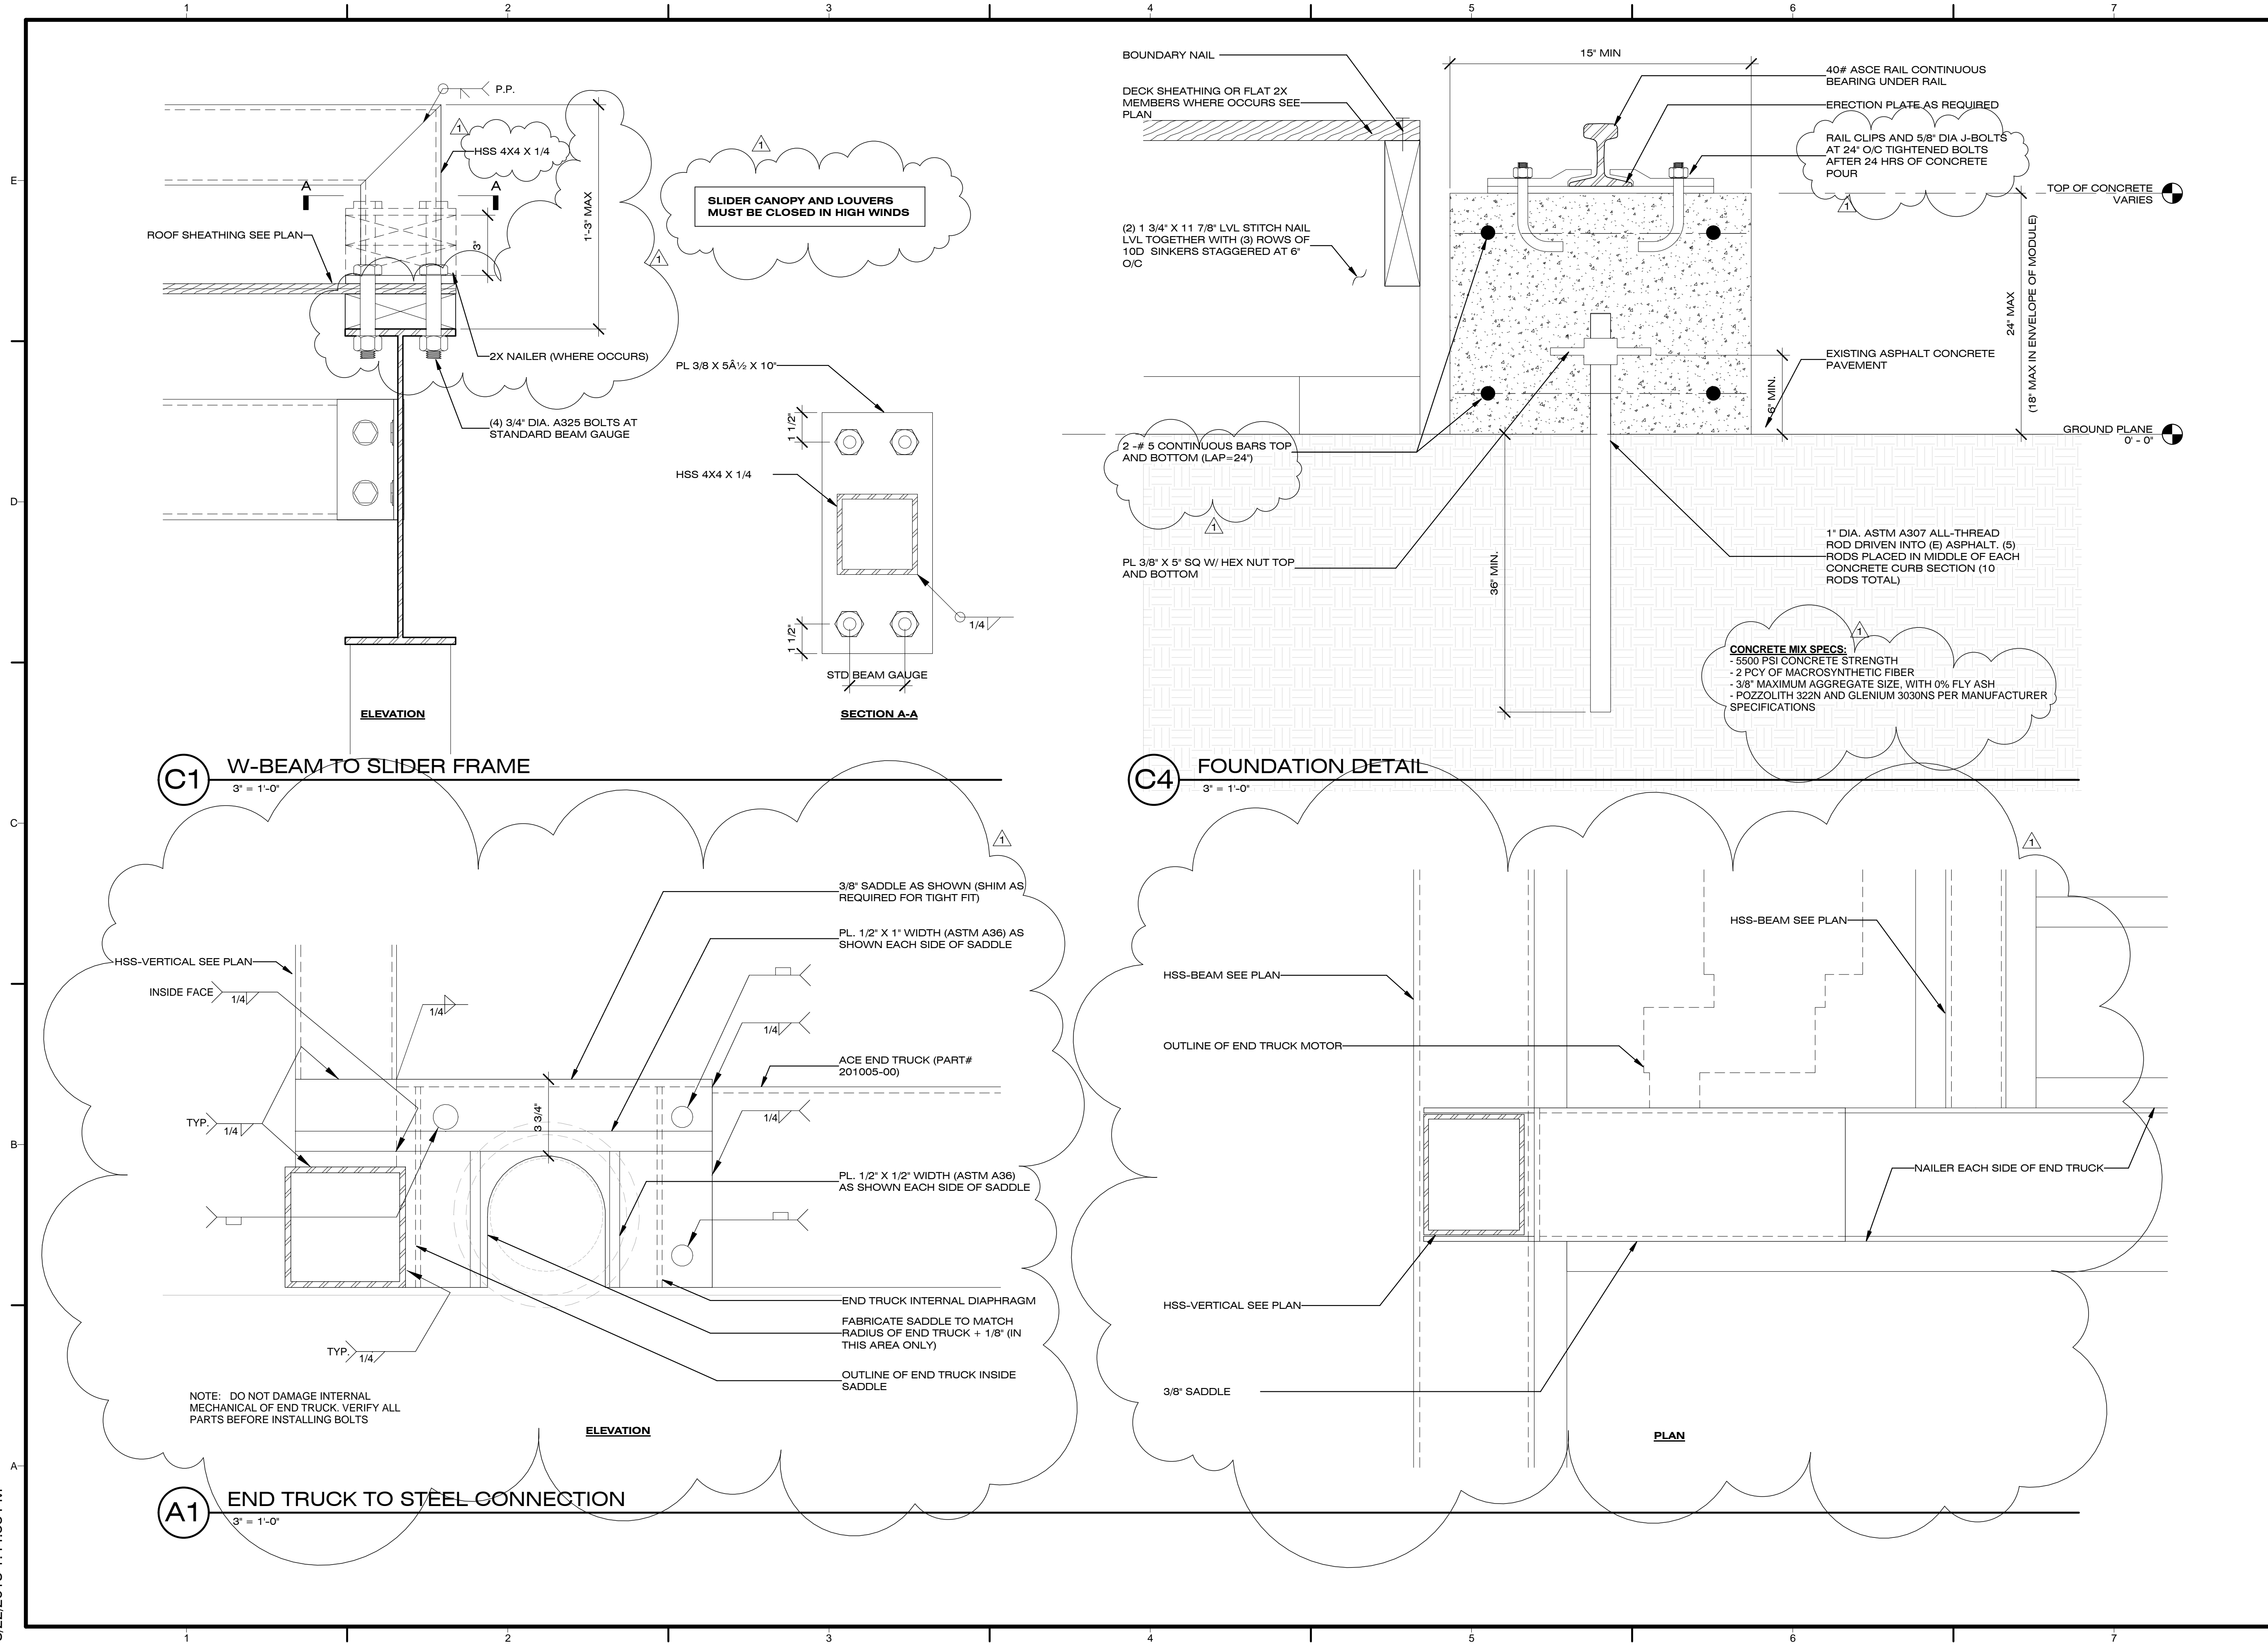 1 2 3 4 5 6 7
E
D
C
B
A
P.P.
1
HSS 4X4 X 1/4
A A
ROOF SHEATHING SEE PLAN
3"
1'-3" MAX
1
2X NAILER (WHERE OCCURS)
(4) 3/4" DIA. A325 BOLTS AT
STANDARD BEAM GAUGE
ELEVATION
1
SLIDER CANOPY AND LOUVERS
MUST BE CLOSED IN HIGH WINDS
PL 3/8 X 5Â½ X 10"
1 1/2"
HSS 4X4 X 1/4
1/4
1 1/2"
STD BEAM GAUGE
SECTION A-A
C1
W-BEAM TO SLIDER FRAME
3" = 1'-0"
BOUNDARY NAIL
DECK SHEATHING OR FLAT 2X
MEMBERS WHERE OCCURS SEE
PLAN
(2) 1 3/4" X 11 7/8" LVL STITCH NAIL
LVL TOGETHER WITH (3) ROWS OF
10D SINKERS STAGGERED AT 6"
O/C
2 -# 5 CONTINUOUS BARS TOP
AND BOTTOM (LAP=24")
1
PL 3/8" X 5" SQ W/ HEX NUT TOP
AND BOTTOM
15" MIN
36" MIN.
6" MIN.
40# ASCE RAIL CONTINUOUS
BEARING UNDER RAIL
ERECTION PLATE AS REQUIRED
RAIL CLIPS AND 5/8" DIA J-BOLTS
AT 24" O/C TIGHTENED BOLTS
AFTER 24 HRS OF CONCRETE
POUR
1
TOP OF CONCRETE
VARIES
24" MAX
(18" MAX IN ENVELOPE OF MODULE)
EXISTING ASPHALT CONCRETE
PAVEMENT
GROUND PLANE
0' - 0"
1" DIA. ASTM A307 ALL-THREAD
ROD DRIVEN INTO (E) ASPHALT. (5)
RODS PLACED IN MIDDLE OF EACH
CONCRETE CURB SECTION (10
RODS TOTAL)
1
CONCRETE MIX SPECS:
- 5500 PSI CONCRETE STRENGTH
- 2 PCY OF MACROSYNTHETIC FIBER
- 3/8" MAXIMUM AGGREGATE SIZE, WITH 0% FLY ASH
- POZZOLITH 322N AND GLENIUM 3030NS PER MANUFACTURER
SPECIFICATIONS
C4
FOUNDATION DETAIL
3" = 1'-0"
1
HSS-VERTICAL SEE PLAN
INSIDE FACE
1/4
1/4
TYP.
1/4
3 3/4"
3/8" SADDLE AS SHOWN (SHIM AS
REQUIRED FOR TIGHT FIT)
PL. 1/2" X 1" WIDTH (ASTM A36) AS
SHOWN EACH SIDE OF SADDLE
1/4
ACE END TRUCK (PART#
201005-00)
1/4
PL. 1/2" X 1/2" WIDTH (ASTM A36)
AS SHOWN EACH SIDE OF SADDLE
END TRUCK INTERNAL DIAPHRAGM
FABRICATE SADDLE TO MATCH
RADIUS OF END TRUCK + 1/8" (IN
THIS AREA ONLY)
OUTLINE OF END TRUCK INSIDE
SADDLE
TYP.
1/4
NOTE: DO NOT DAMAGE INTERNAL
MECHANICAL OF END TRUCK. VERIFY ALL
PARTS BEFORE INSTALLING BOLTS
ELEVATION
A1
END TRUCK TO STEEL CONNECTION
3" = 1'-0"
1
HSS-BEAM SEE PLAN
HSS-BEAM SEE PLAN
OUTLINE OF END TRUCK MOTOR
NAILER EACH SIDE OF END TRUCK
HSS-VERTICAL SEE PLAN
3/8" SADDLE
PLAN
1 2 3 4 5 6 7